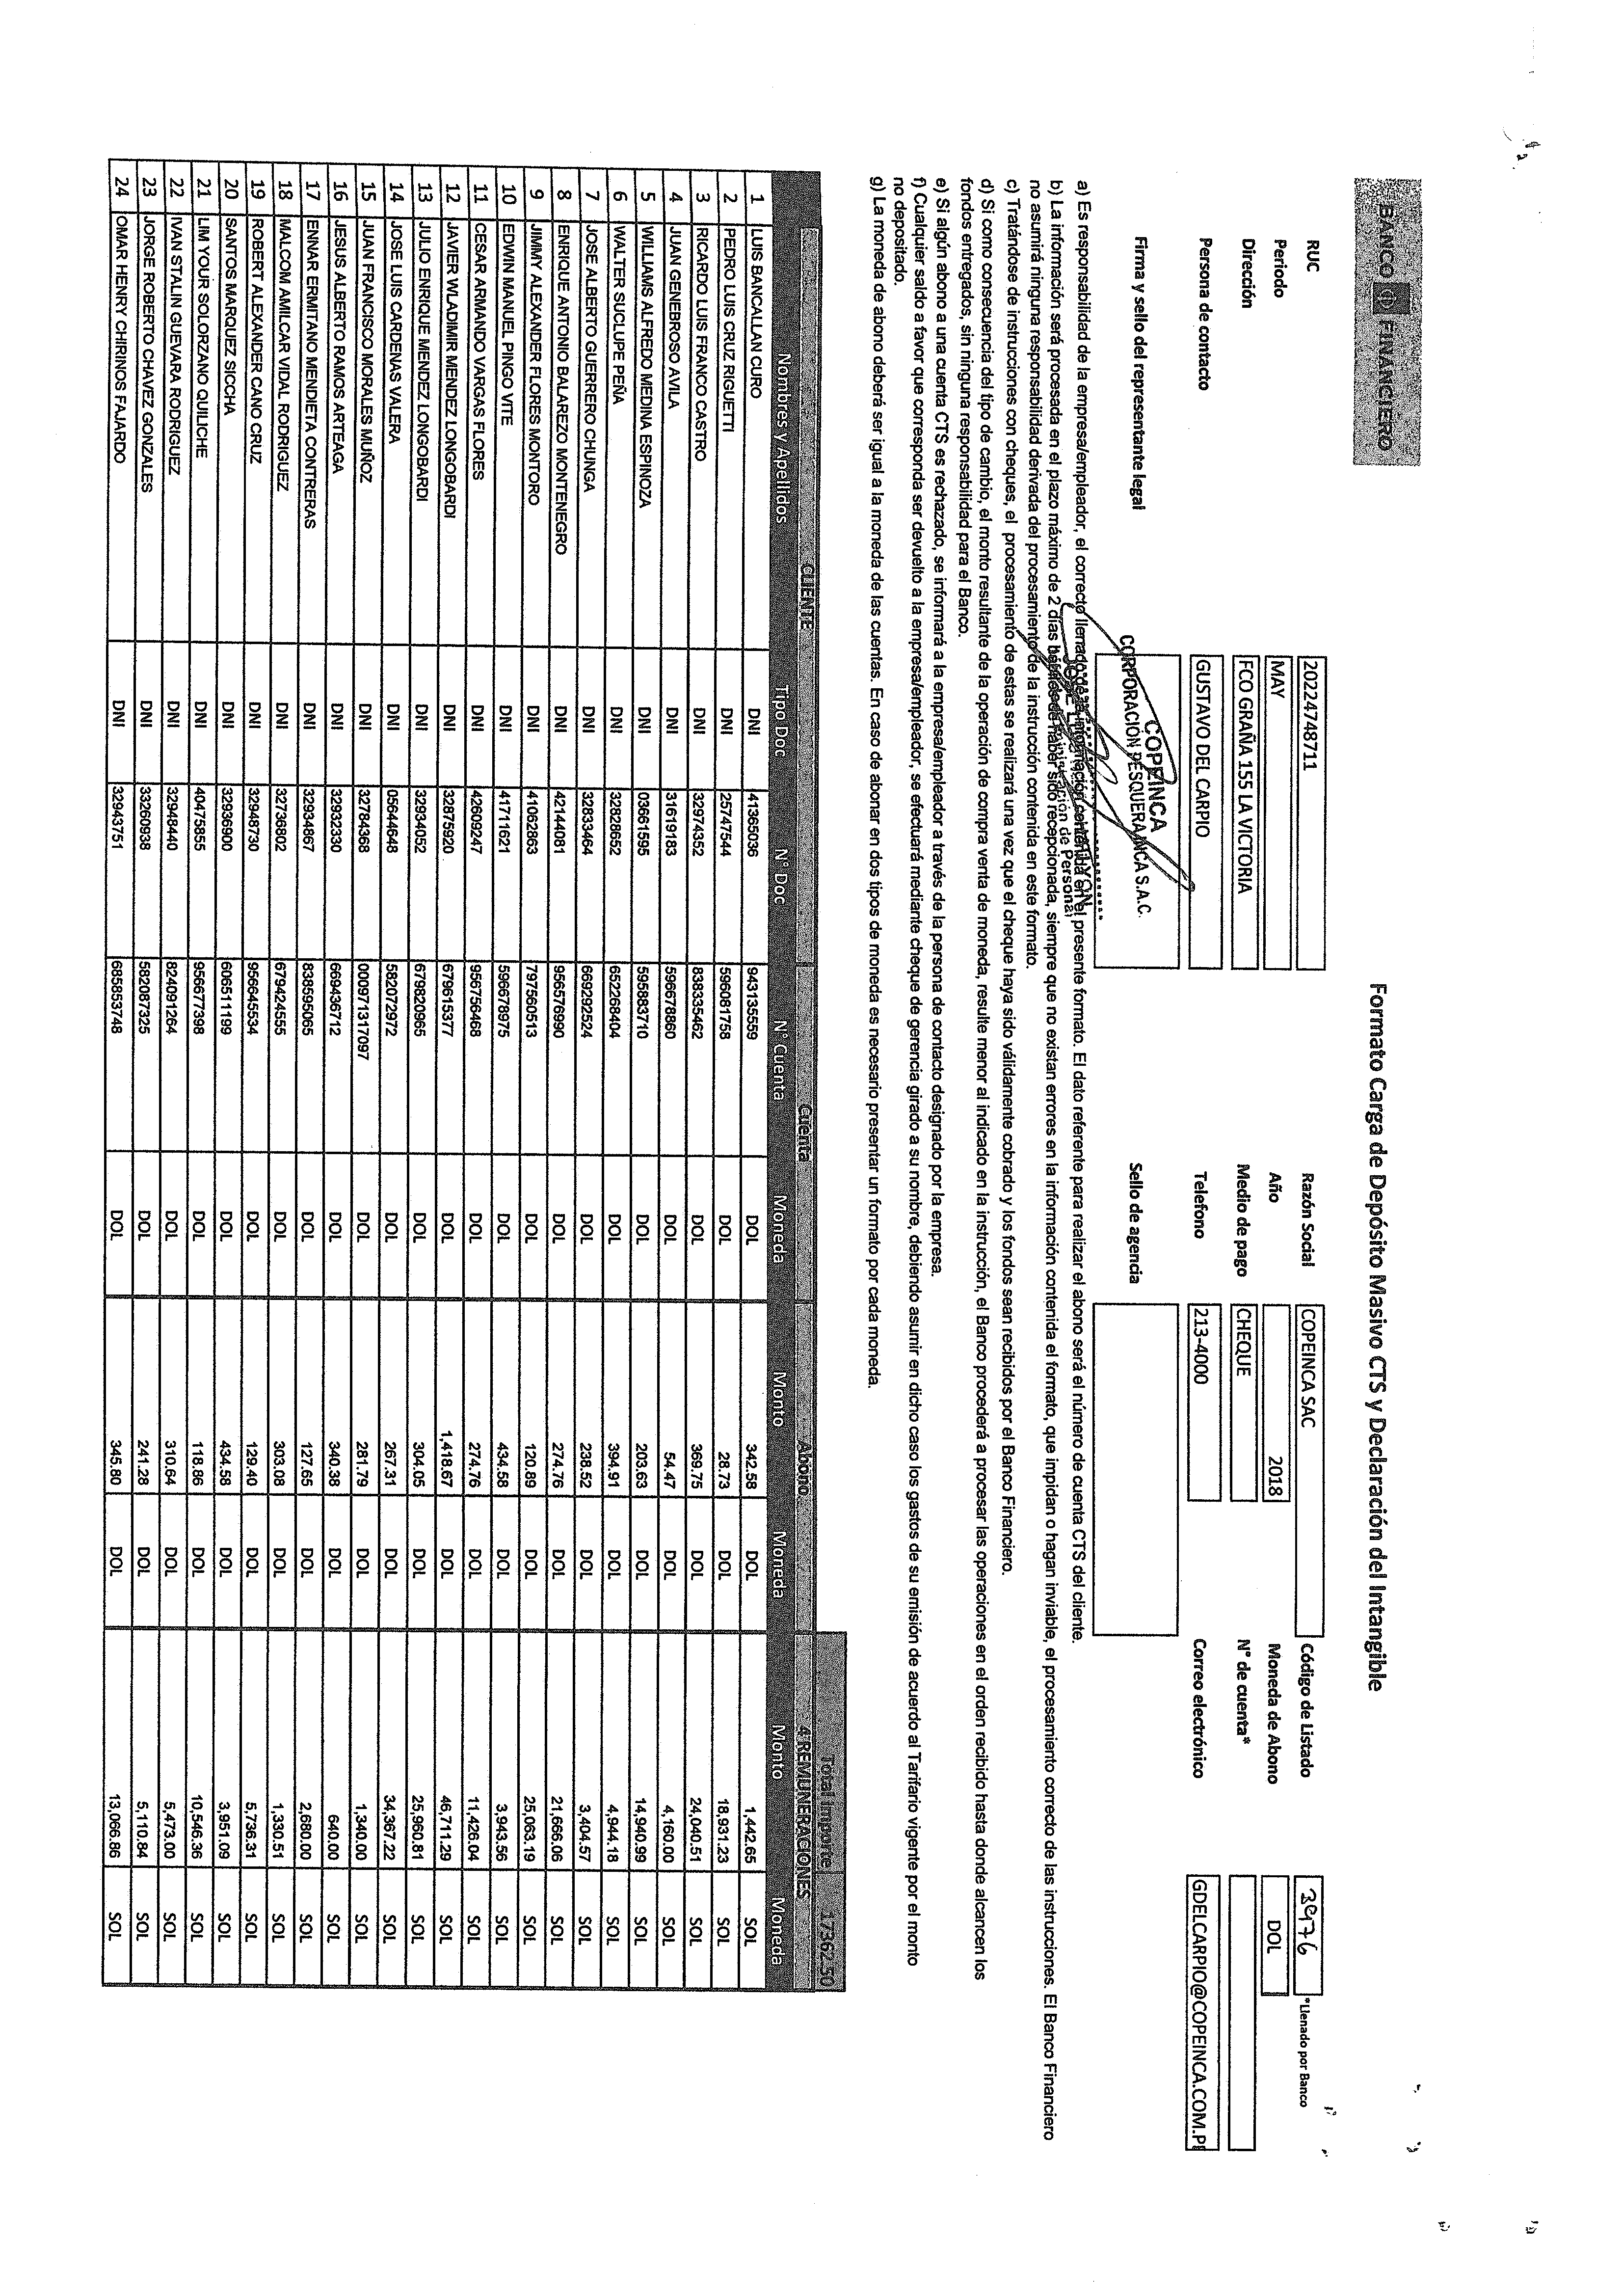 BANCO FINANCIERO
Formato Carga de Depósito Masivo CTS y Declaración del Intangible
RUC 20224748711 Razón Social COPEINCA SAC Código de Listado 38976 *Llenado por Banco
Periodo MAY Año 2018 Moneda de Abono DOL
Dirección FCO GRAÑA 155 LA VICTORIA Medio de pago CHEQUE N° de cuenta*
Persona de contacto GUSTAVO DEL CARPIO Telefono 213-4000 Correo electrónico GDELCARPIO@COPEINCA.COM.PE
Firma y sello del representante legal Sello de agencia
COPEINCA
CORPORACIÓN PESQUERA INCA S.A.C.
a) Es responsabilidad de la empresa/empleador, el correcto llenado de la información contenida en el presente formato. El dato referente para realizar el abono será el número de cuenta CTS del cliente.
b) La información será procesada en el plazo máximo de 2 días hábiles de haber sido recepcionada, siempre que no existan errores en la información contenida el formato, que impidan o hagan inviable, el procesamiento correcto de las instrucciones. El Banco Financiero
no asumirá ninguna responsabilidad derivada del procesamiento de la instrucción contenida en este formato.
c) Tratándose de instrucciones con cheques, el procesamiento de estas se realizará una vez que el cheque haya sido válidamente cobrado y los fondos sean recibidos por el Banco Financiero.
d) Si como consecuencia del tipo de cambio, el monto resultante de la operación de compra venta de moneda, resulte menor al indicado en la instrucción, el Banco procederá a procesar las operaciones en el orden recibido hasta donde alcancen los
fondos entregados, sin ninguna responsabilidad para el Banco.
e) Si algún abono a una cuenta CTS es rechazado, se informará a la empresa/empleador a través de la persona de contacto designado por la empresa.
f) Cualquier saldo a favor que corresponda ser devuelto a la empresa/empleador, se efectuará mediante cheque de gerencia girado a su nombre, debiendo asumir en dicho caso los gastos de su emisión de acuerdo al Tarifario vigente por el monto
no depositado.
g) La moneda de abono deberá ser igual a la moneda de las cuentas. En caso de abonar en dos tipos de moneda es necesario presentar un formato por cada moneda.
Total Importe 17362.50
CLIENTE Cuenta Abono 4 REMUNERACIONES
Nombres y Apellidos Tipo Doc N° Doc N° Cuenta Moneda Monto Moneda Monto Moneda
1 LUIS BANCALLAN CURO DNI 41365036 943135559 DOL 342.58 DOL 1,442.65 SOL
2 PEDRO LUIS CRUZ RIGUETTI DNI 25747544 596081758 DOL 28.73 DOL 18,931.23 SOL
3 RICARDO LUIS FRANCO CASTRO DNI 32974352 838335462 DOL 369.75 DOL 24,040.51 SOL
4 JUAN GENEBROSO AVILA DNI 31619183 596678860 DOL 54.47 DOL 4,160.00 SOL
5 WILLIAMS ALFREDO MEDINA ESPINOZA DNI 03661595 595883710 DOL 203.63 DOL 14,940.99 SOL
6 WALTER SUCLUPE PEÑA DNI 32828652 652268404 DOL 394.91 DOL 4,944.18 SOL
7 JOSE ALBERTO GUERRERO CHUNGA DNI 32833464 669292524 DOL 238.52 DOL 3,404.57 SOL
8 ENRIQUE ANTONIO BALAREZO MONTENEGRO DNI 42144081 956576990 DOL 274.76 DOL 21,666.06 SOL
9 JIMMY ALEXANDER FLORES MONTORO DNI 41062863 797560513 DOL 120.89 DOL 25,063.19 SOL
10 EDWIN MANUEL PINGO VITE DNI 41711621 596678975 DOL 434.58 DOL 3,943.56 SOL
11 CESAR ARMANDO VARGAS FLORES DNI 42609247 956756468 DOL 274.76 DOL 11,426.04 SOL
12 JAVIER WLADIMIR MENDEZ LONGOBARDI DNI 32875920 679615377 DOL 1,418.67 DOL 46,711.29 SOL
13 JULIO ENRIQUE MENDEZ LONGOBARDI DNI 32934052 679820965 DOL 304.05 DOL 25,960.81 SOL
14 JOSE LUIS CARDENAS VALERA DNI 05644648 582072972 DOL 267.31 DOL 34,367.22 SOL
15 JUAN FRANCISCO MORALES MUÑOZ DNI 32784368 000971317097 DOL 281.79 DOL 1,340.00 SOL
16 JESUS ALBERTO RAMOS ARTEAGA DNI 32932330 669436712 DOL 340.38 DOL 640.00 SOL
17 ENINAR ERMITANO MENDIETA CONTRERAS DNI 32934867 838595065 DOL 127.65 DOL 2,680.00 SOL
18 MALCOM AMILCAR VIDAL RODRIGUEZ DNI 32736802 679424555 DOL 303.08 DOL 1,330.51 SOL
19 ROBERT ALEXANDER CANO CRUZ DNI 32948730 956645534 DOL 129.40 DOL 5,736.31 SOL
20 SANTOS MARQUEZ SICCHA DNI 32936900 606511199 DOL 434.58 DOL 3,951.09 SOL
21 LIM YOUR SOLORZANO QUILICHE DNI 40475855 956677398 DOL 118.86 DOL 10,546.36 SOL
22 IVAN STALIN GUEVARA RODRIGUEZ DNI 32948440 824091264 DOL 310.64 DOL 5,473.00 SOL
23 JORGE ROBERTO CHAVEZ GONZALES DNI 33260938 582087325 DOL 241.28 DOL 5,110.84 SOL
24 OMAR HENRY CHIRINOS FAJARDO DNI 32943751 685853748 DOL 345.80 DOL 13,066.86 SOL